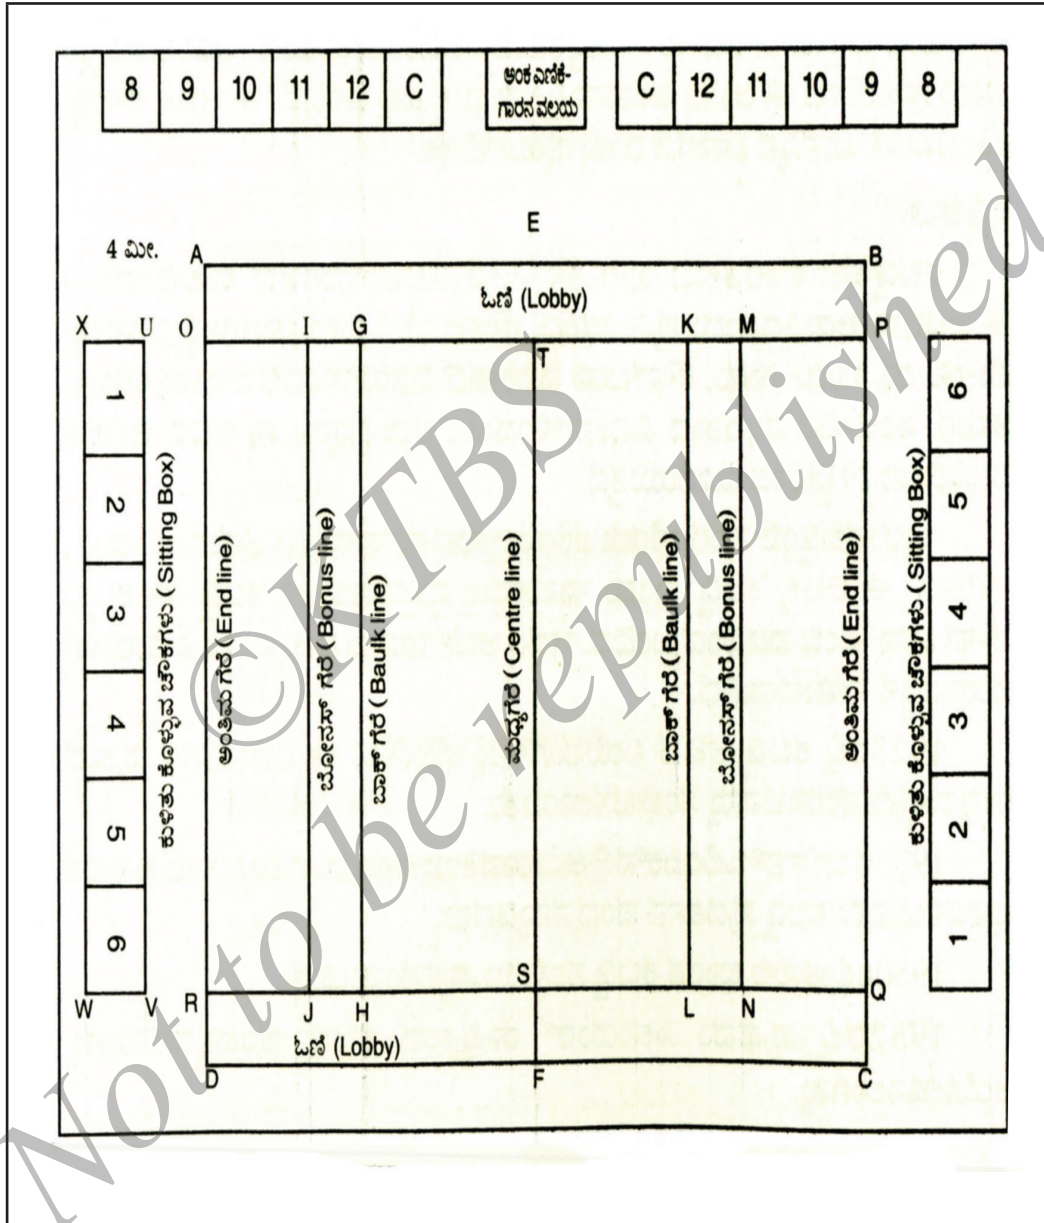 8 9 10 11 12 C ಅಂಕ ಎಣಿಕೆ- C 12 11 10 9 8
ಗಾರನ ವಲಯ
E
4 ಮೀ. A B
ಓಣಿ (Lobby)
X U O I G K M P
T
1 6
2 5
3 4
4 3
5 2
6 1
ಕುಳಿತು ಕೊಳ್ಳುವ ಚೌಕಗಳು (Sitting Box)
ಅಂತಿಮ ಗೆರೆ (End line)
ಬೋನಸ್ ಗೆರೆ (Bonus line)
ಬಾಕ್ ಗೆರೆ (Baulk line)
ಮಧ್ಯಗೆರೆ (Centre line)
ಬಾಕ್ ಗೆರೆ (Baulk line)
ಬೋನಸ್ ಗೆರೆ (Bonus line)
ಅಂತಿಮ ಗೆರೆ (End line)
ಕುಳಿತು ಕೊಳ್ಳುವ ಚೌಕಗಳು (Sitting Box)
S
W V R J H L N Q
ಓಣಿ (Lobby)
D F C
©KTBS
Not to be republished